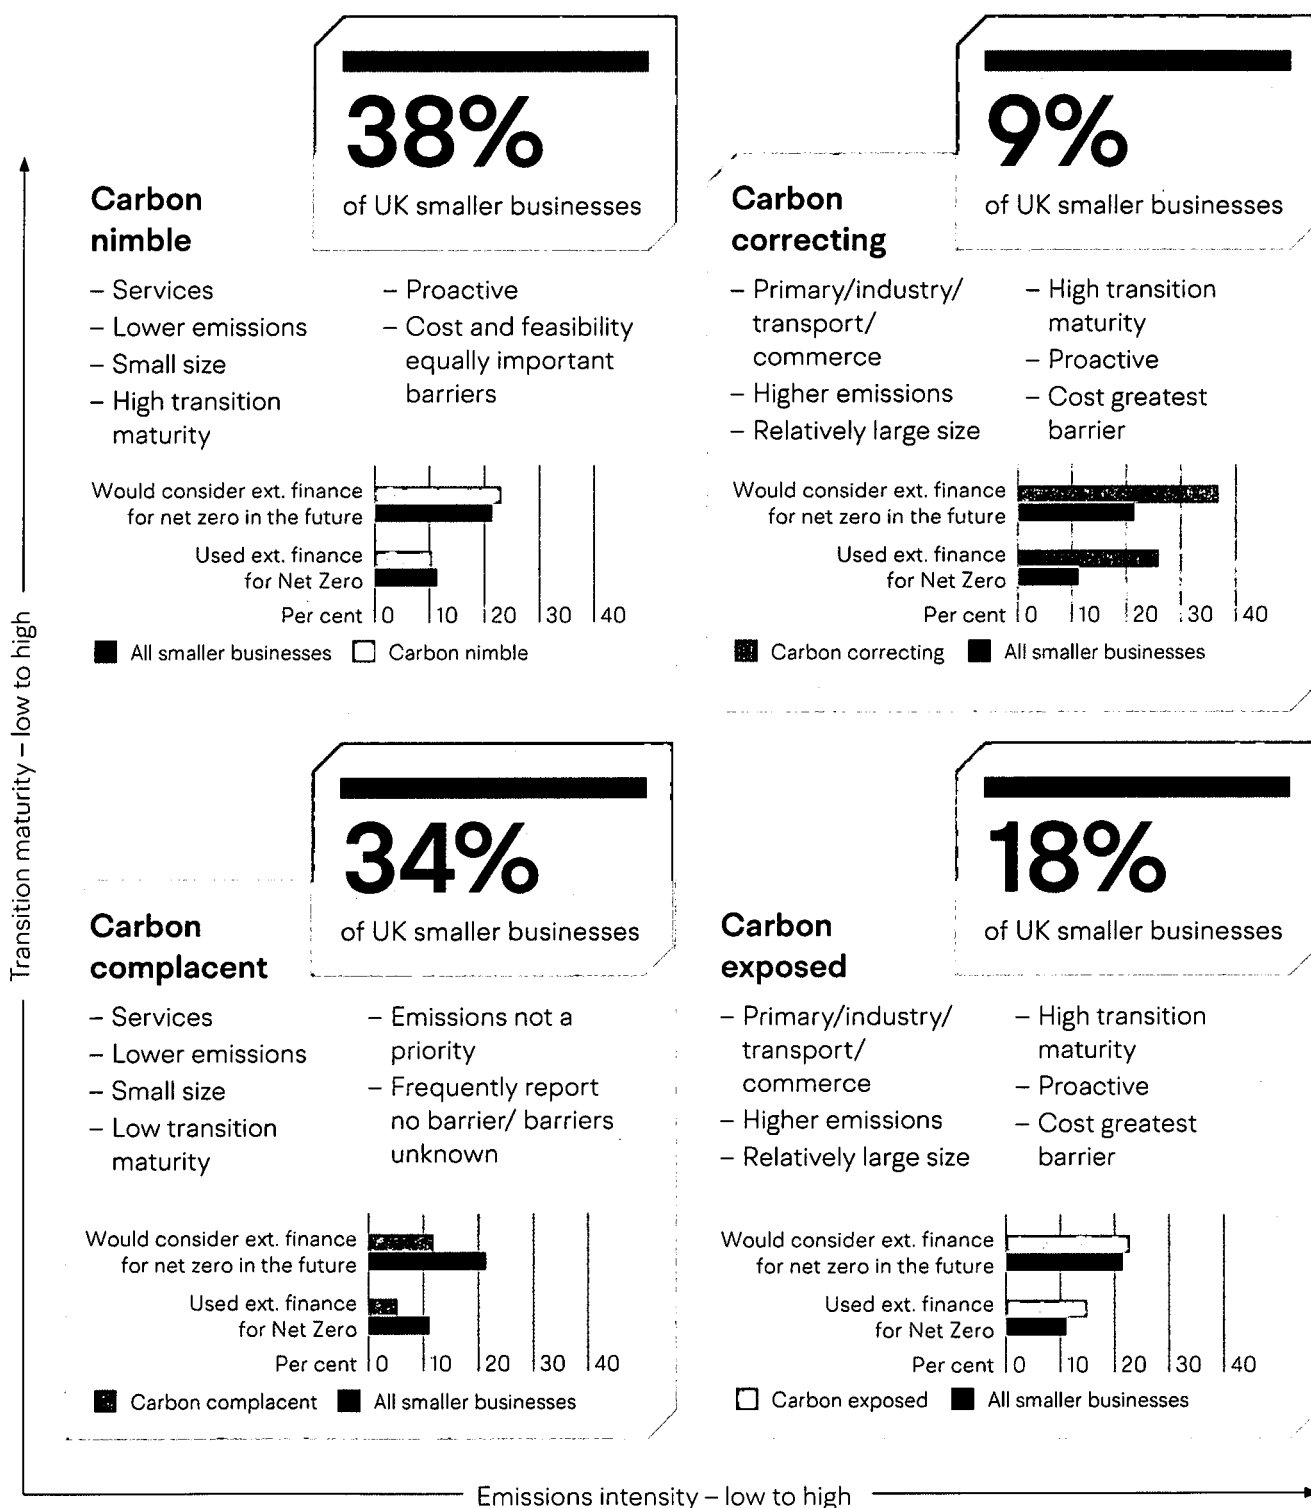 38%
of UK smaller businesses
Carbon
nimble
– Services
– Lower emissions
– Small size
– High transition
maturity
– Proactive
– Cost and feasibility
equally important
barriers
Would consider ext. finance
for net zero in the future
Used ext. finance
for Net Zero
Per cent 0 10 20 30 40
All smaller businesses Carbon nimble
9%
of UK smaller businesses
Carbon
correcting
– Primary/industry/
transport/
commerce
– Higher emissions
– Relatively large size
– High transition
maturity
– Proactive
– Cost greatest
barrier
Would consider ext. finance
for net zero in the future
Used ext. finance
for Net Zero
Per cent 0 10 20 30 40
Carbon correcting All smaller businesses
Transition maturity – low to high
34%
of UK smaller businesses
Carbon
complacent
– Services
– Lower emissions
– Small size
– Low transition
maturity
– Emissions not a
priority
– Frequently report
no barrier/ barriers
unknown
Would consider ext. finance
for net zero in the future
Used ext. finance
for Net Zero
Per cent 0 10 20 30 40
Carbon complacent All smaller businesses
18%
of UK smaller businesses
Carbon
exposed
– Primary/industry/
transport/
commerce
– Higher emissions
– Relatively large size
– High transition
maturity
– Proactive
– Cost greatest
barrier
Would consider ext. finance
for net zero in the future
Used ext. finance
for Net Zero
Per cent 0 10 20 30 40
Carbon exposed All smaller businesses
Emissions intensity – low to high